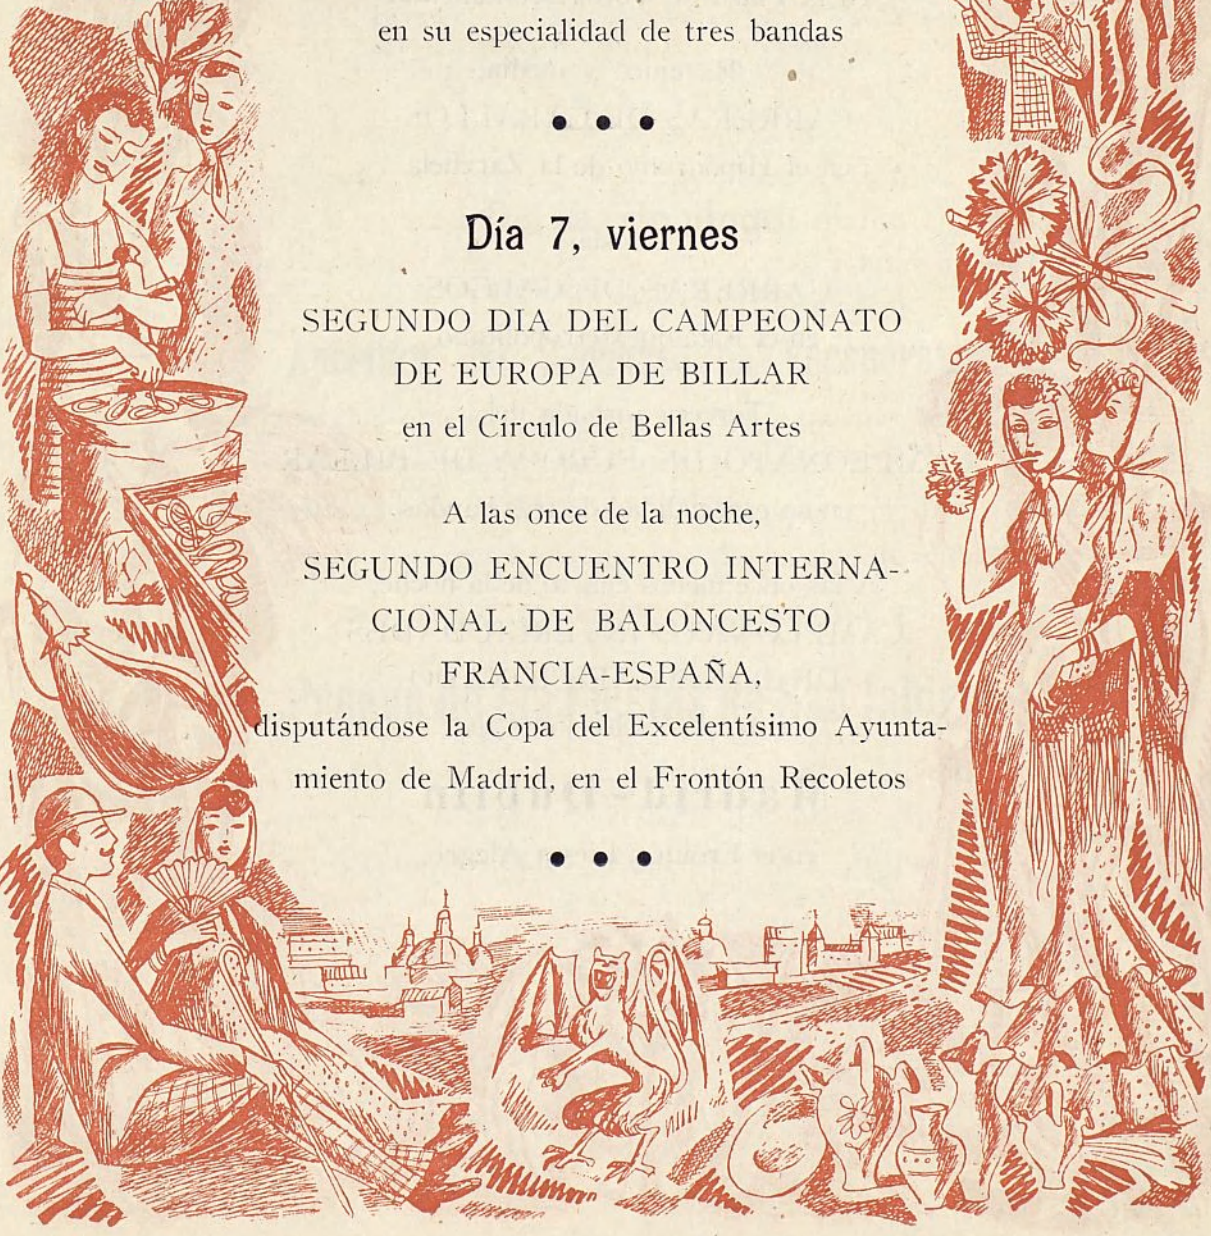 en su especialidad de tres bandas
Día 7, viernes
SEGUNDO DIA DEL CAMPEONATO
DE EUROPA DE BILLAR
en el Círculo de Bellas Artes
A las once de la noche,
SEGUNDO ENCUENTRO INTERNA-
CIONAL DE BALONCESTO
FRANCIA-ESPAÑA,
disputándose la Copa del Excelentísimo Ayunta-
miento de Madrid, en el Frontón Recoletos